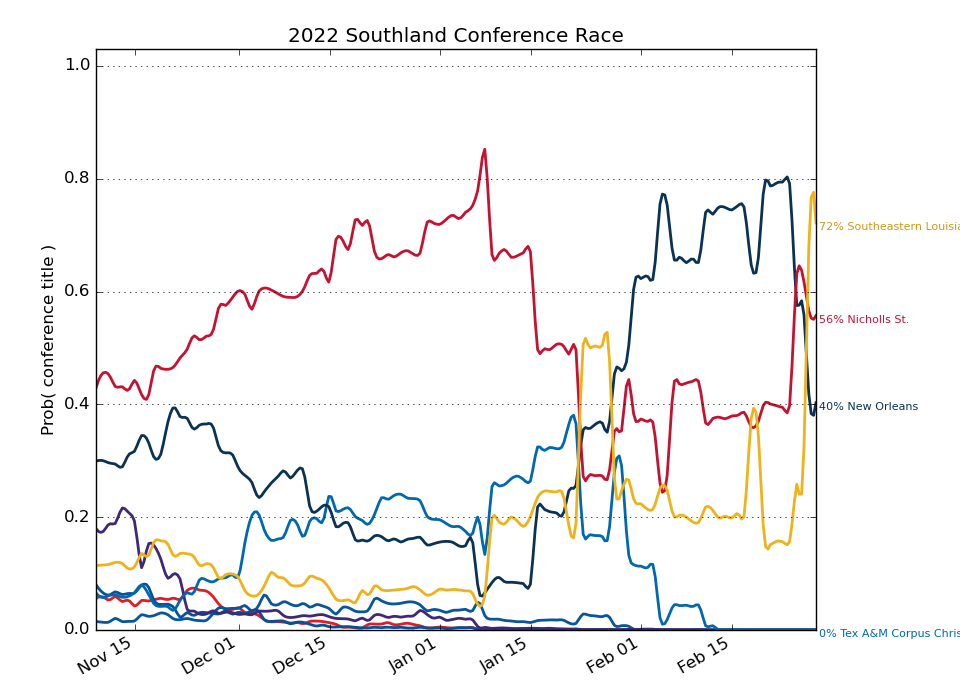 2022 Southland Conference Race
1.0
0.8
0.6
0.4
0.2
0.0
Prob( conference title )
Nov 15
Dec 01
Dec 15
Jan 01
Jan 15
Feb 01
Feb 15
72% Southeastern Louisia
56% Nicholls St.
40% New Orleans
0% Tex A&M Corpus Chris